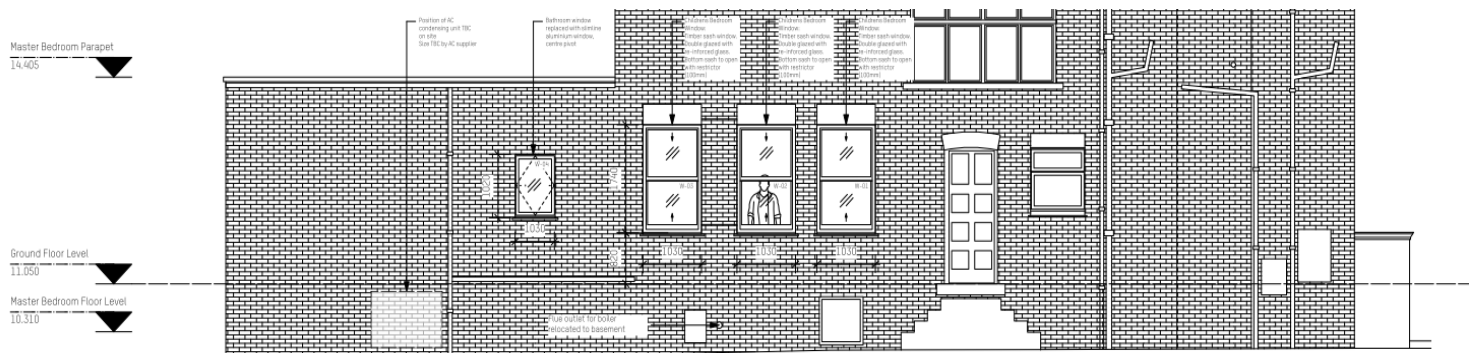 Position of AC
condensing unit TBC
on site
Size TBC by AC supplier
Bathroom window
replaced with slimline
aluminium window,
centre pivot
Childrens Bedroom
Window:
Timber sash window.
Double glazed with
re-inforced glass.
Bottom sash to open
with restrictor
(100mm)
Childrens Bedroom
Window:
Timber sash window.
Double glazed with
re-inforced glass.
Bottom sash to open
with restrictor
(100mm)
Childrens Bedroom
Window:
Timber sash window.
Double glazed with
re-inforced glass.
Bottom sash to open
with restrictor
(100mm)
Master Bedroom Parapet
14.405
W-04
1023
1030
1740
W-03
W-02
W-01
1030
1030
1030
Ground Floor Level
11.050
Master Bedroom Floor Level
10.310
Flue outlet for boiler
relocated to basement